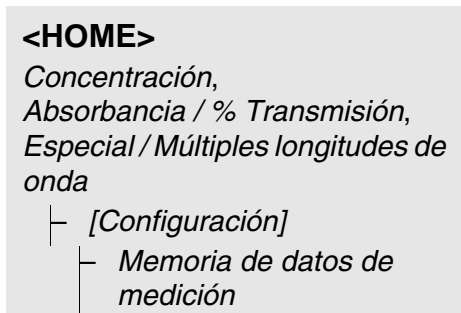 <HOME>
Concentración,
Absorbancia / % Transmisión,
Especial / Múltiples longitudes de
onda
– [Configuración]
– Memoria de datos de
medición